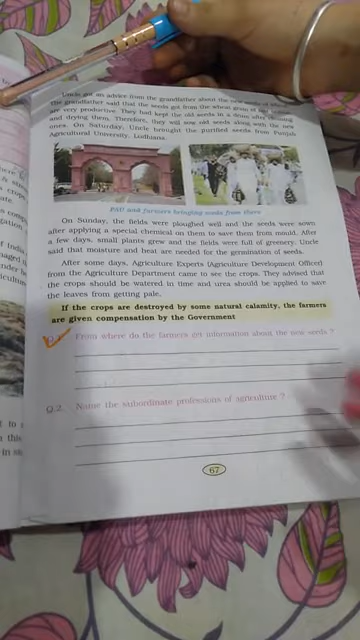 Uncle got an advice from the grandfather about the new seeds of wheat.
the grandfather said that the seeds got from the wheat grain of last
are very productive. They had kept the old seeds in a drum after cleaning
and drying them. Therefore, they will sow old seeds along with the new
ones. On Saturday, Uncle brought the purified seeds from Punjab
Agricultural University, Ludhiana.
PAU and farmers bringing seeds from there
On Sunday, the fields were ploughed well and the seeds were sown
after applying a special chemical on them to save them from mould. After
a few days, small plants grew and the fields were full of greenery. Uncle
said that moisture and heat are needed for the germination of seeds.
After some days, Agriculture Experts (Agriculture Development Officer)
from the Agriculture Department came to see the crops. They advised that
the crops should be watered in time and urea should be applied to save
the leaves from getting pale.
If the crops are destroyed by some natural calamity, the farmers
are given compensation by the Government
From where do the farmers get information about the new seeds ?
Q.2. Name the subordinate professions of agriculture ?
67